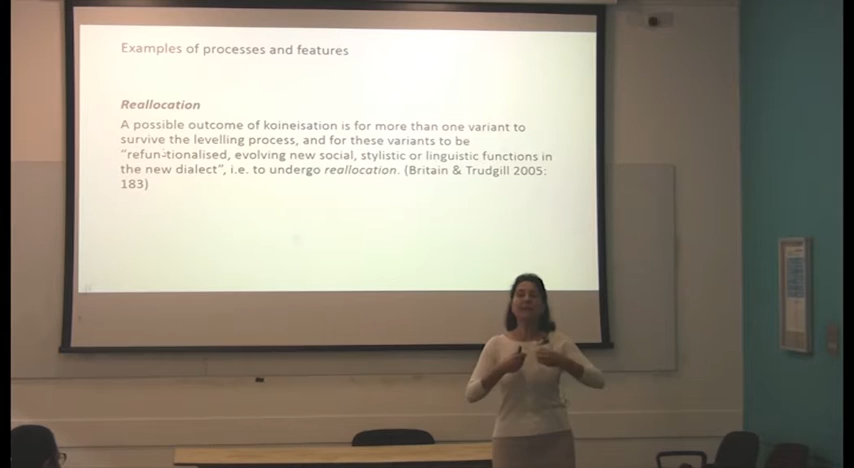 Examples of processes and features
Reallocation
A possible outcome of koineisation is for more than one variant to
survive the levelling process, and for these variants to be
"refunctionalised, evolving new social, stylistic or linguistic functions in
the new dialect", i.e. to undergo reallocation. (Britain & Trudgill 2005:
183)